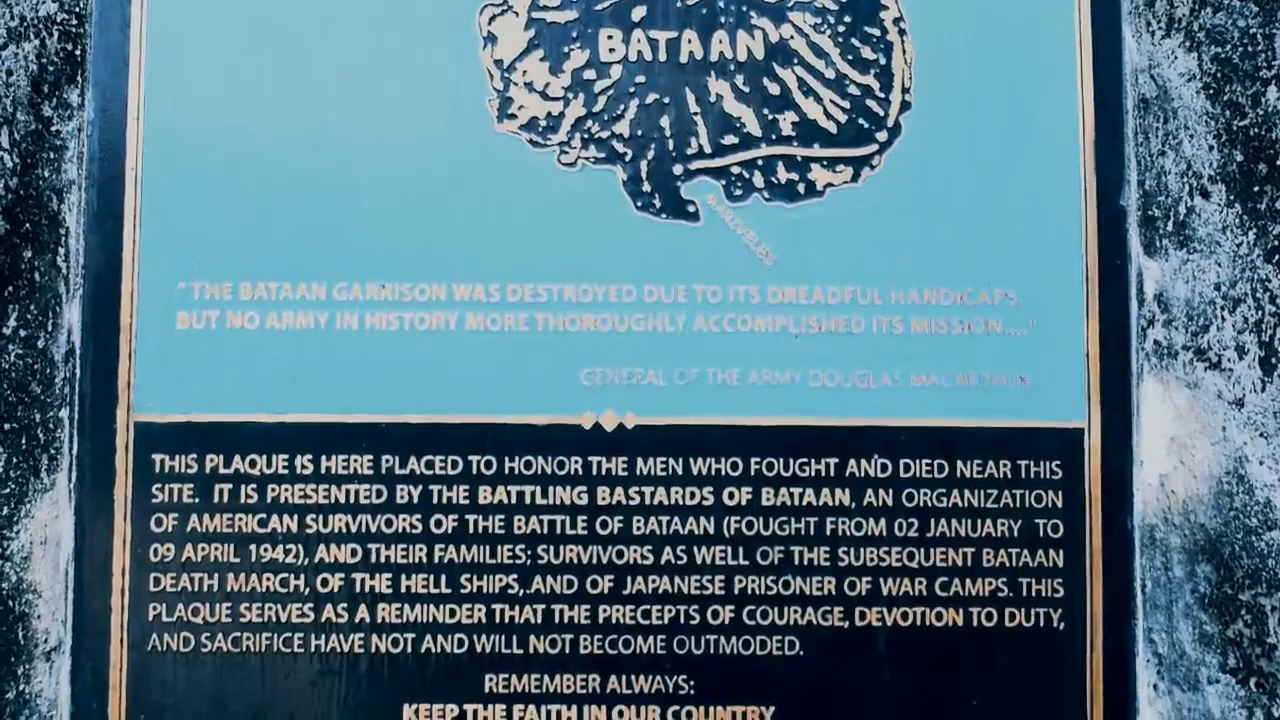 BATAAN
MARIVELES
"THE BATAAN GARRISON WAS DESTROYED DUE TO ITS DREADFUL HANDICAPS.
BUT NO ARMY IN HISTORY MORE THOROUGHLY ACCOMPLISHED ITS MISSION...."
GENERAL OF THE ARMY DOUGLAS MACARTHUR
THIS PLAQUE IS HERE PLACED TO HONOR THE MEN WHO FOUGHT AND DIED NEAR THIS
SITE. IT IS PRESENTED BY THE BATTLING BASTARDS OF BATAAN, AN ORGANIZATION
OF AMERICAN SURVIVORS OF THE BATTLE OF BATAAN (FOUGHT FROM 02 JANUARY TO
09 APRIL 1942), AND THEIR FAMILIES; SURVIVORS AS WELL OF THE SUBSEQUENT BATAAN
DEATH MARCH, OF THE HELL SHIPS, AND OF JAPANESE PRISONER OF WAR CAMPS. THIS
PLAQUE SERVES AS A REMINDER THAT THE PRECEPTS OF COURAGE, DEVOTION TO DUTY,
AND SACRIFICE HAVE NOT AND WILL NOT BECOME OUTMODED.
REMEMBER ALWAYS:
KEEP THE FAITH IN OUR COUNTRY